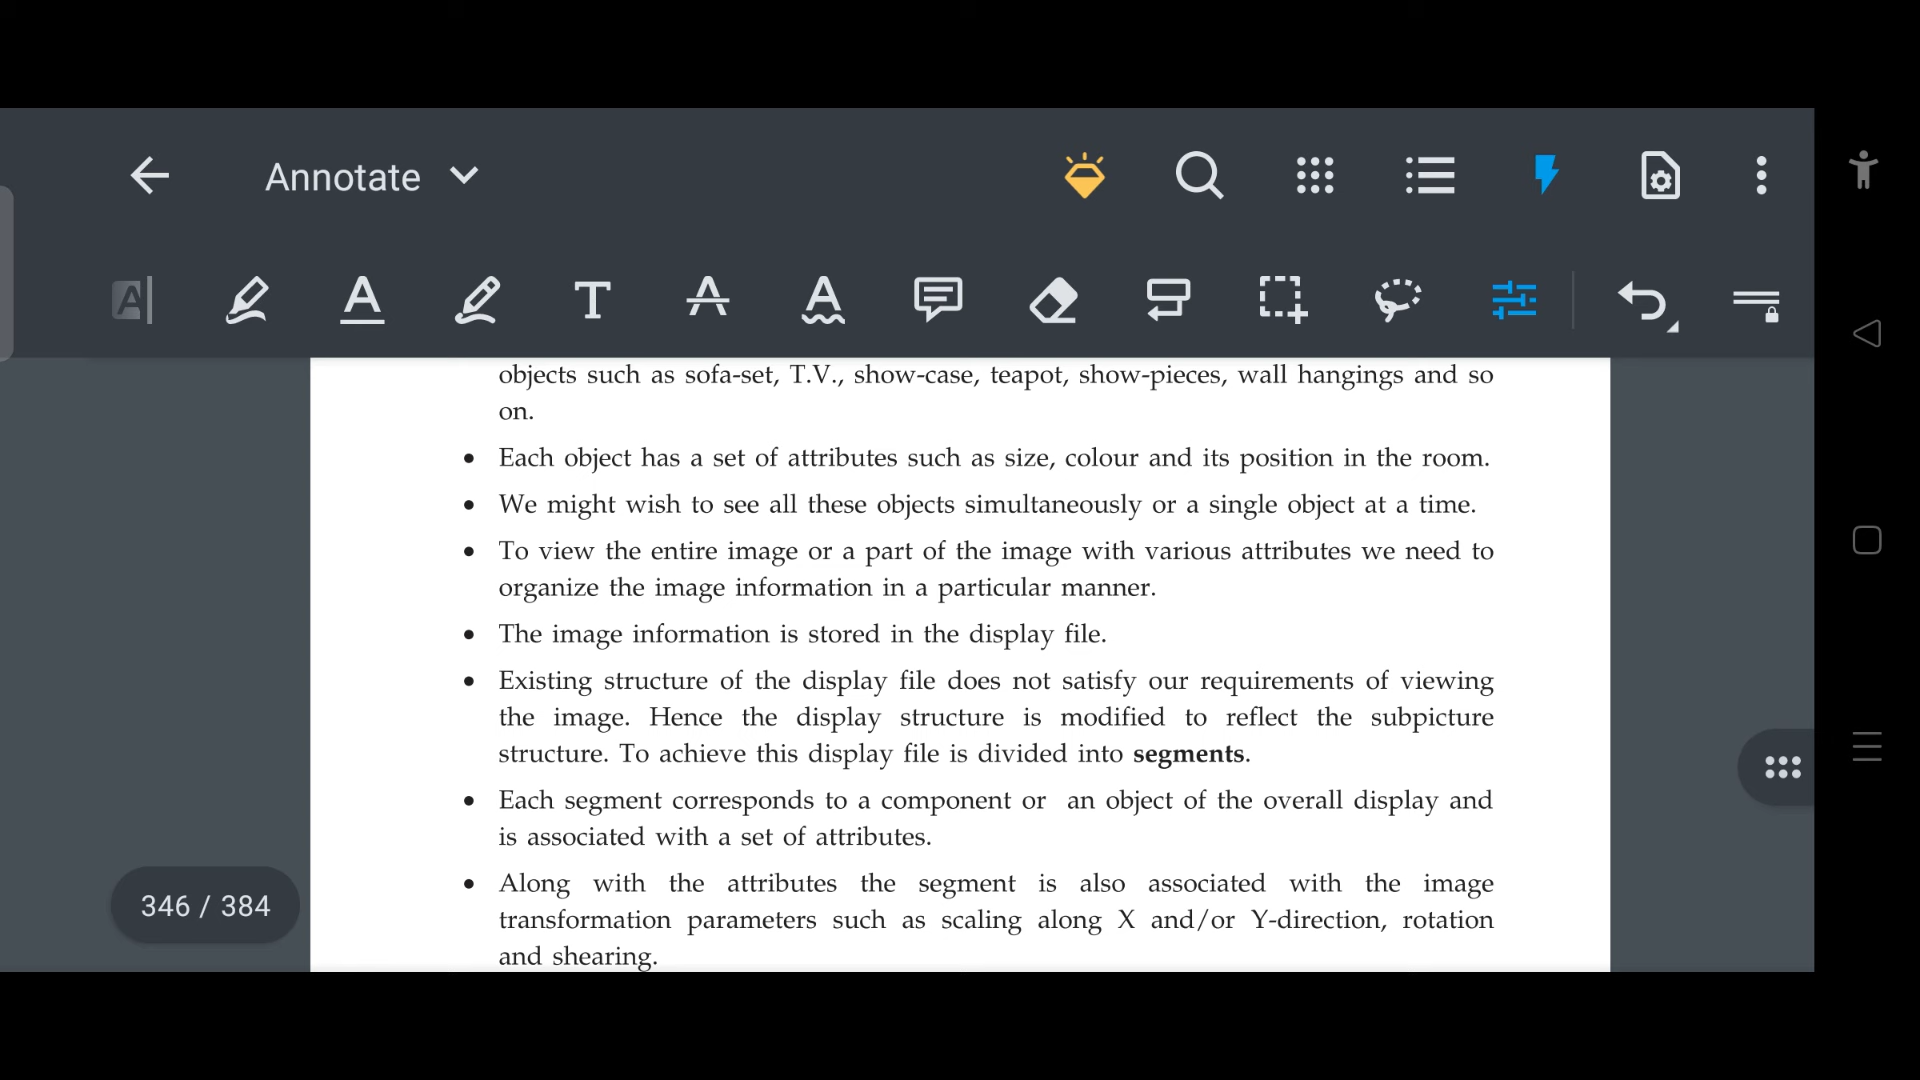 Annotate
objects such as sofa-set, T.V., show-case, teapot, show-pieces, wall hangings and so
on.
• Each object has a set of attributes such as size, colour and its position in the room.
• We might wish to see all these objects simultaneously or a single object at a time.
• To view the entire image or a part of the image with various attributes we need to
organize the image information in a particular manner.
• The image information is stored in the display file.
• Existing structure of the display file does not satisfy our requirements of viewing
the image. Hence the display structure is modified to reflect the subpicture
structure. To achieve this display file is divided into segments.
• Each segment corresponds to a component or an object of the overall display and
is associated with a set of attributes.
• Along with the attributes the segment is also associated with the image
transformation parameters such as scaling along X and/or Y-direction, rotation
and shearing.
346 / 384